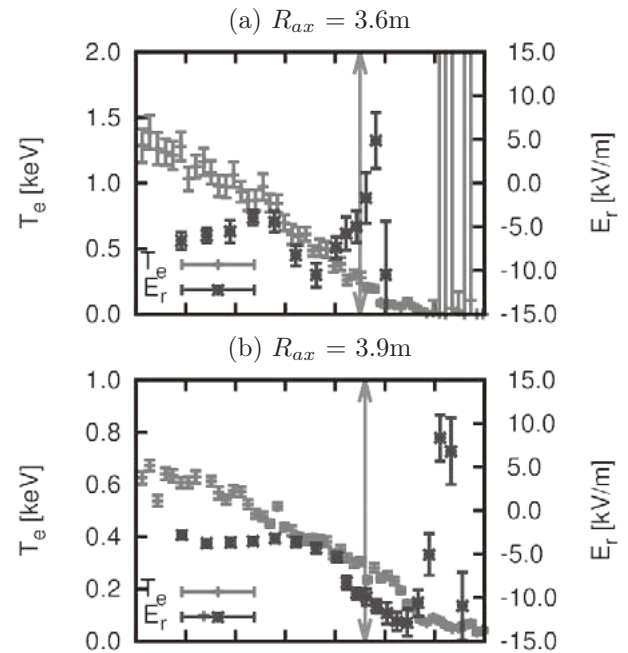 (a) R_ax = 3.6m
2.0
1.5
1.0
0.5
0.0
T_e [keV]
15.0
10.0
5.0
0.0
-5.0
-10.0
-15.0
E_r [kV/m]
T_e
E_r
(b) R_ax = 3.9m
1.0
0.8
0.6
0.4
0.2
0.0
T_e [keV]
15.0
10.0
5.0
0.0
-5.0
-10.0
-15.0
E_r [kV/m]
T_e
E_r